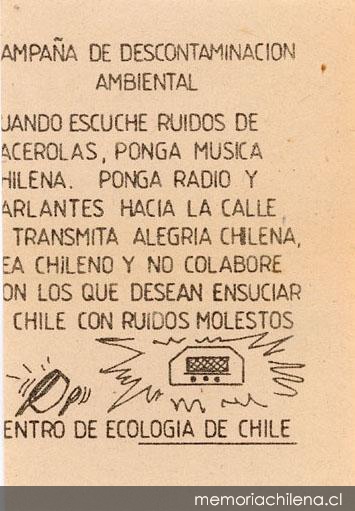 AMPAÑA DE DESCONTAMINACION
AMBIENTAL
UANDO ESCUCHE RUIDOS DE
ACEROLAS, PONGA MUSICA
HILENA. PONGA RADIO Y
ARLANTES HACIA LA CALLE
TRANSMITA ALEGRIA CHILENA,
EA CHILENO Y NO COLABORE
ON LOS QUE DESEAN ENSUCIAR
CHILE CON RUIDOS MOLESTOS
ENTRO DE ECOLOGIA DE CHILE
memoriachilena.cl